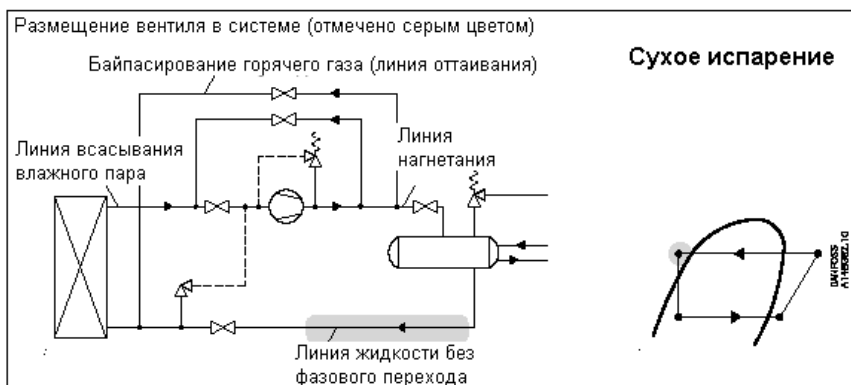 Размещение вентиля в системе (отмечено серым цветом)
Байпасирование горячего газа (линия оттаивания)
Сухое испарение
Линия всасывания
влажного пара
Линия
нагнетания
Линия жидкости без
фазового перехода
DANFOSS